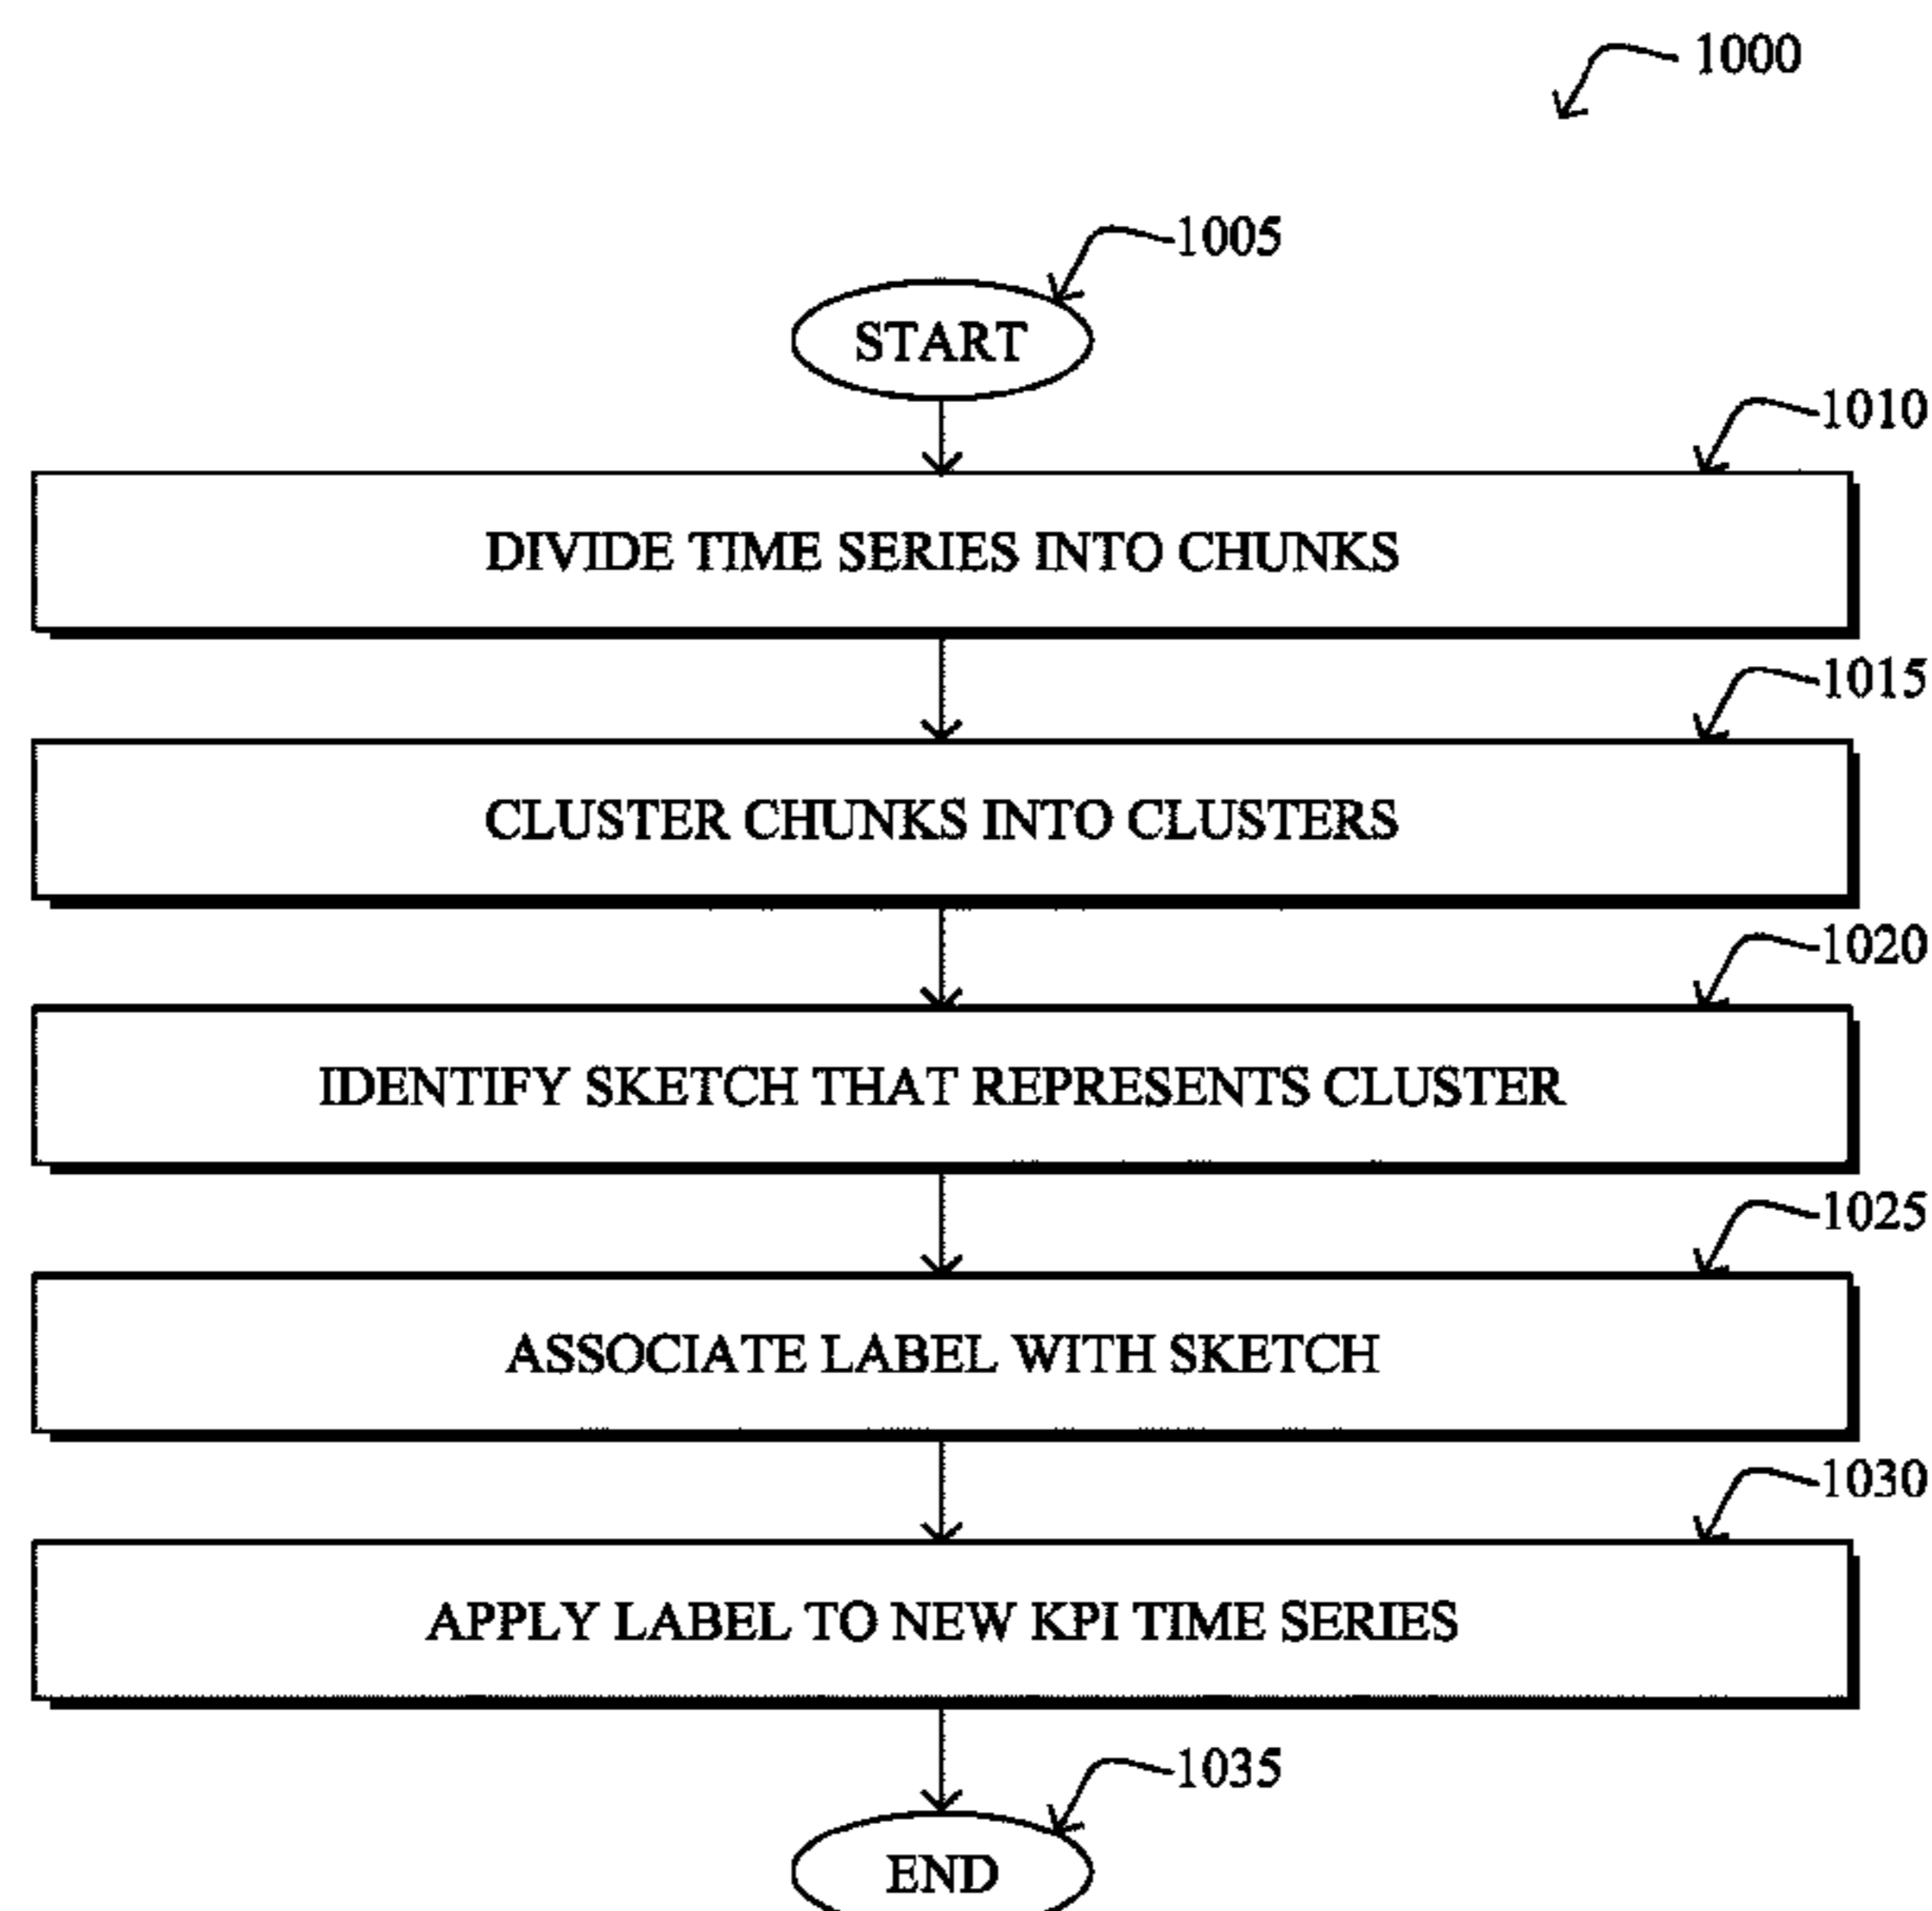 1000
1005
START
1010
DIVIDE TIME SERIES INTO CHUNKS
1015
CLUSTER CHUNKS INTO CLUSTERS
1020
IDENTIFY SKETCH THAT REPRESENTS CLUSTER
1025
ASSOCIATE LABEL WITH SKETCH
1030
APPLY LABEL TO NEW KPI TIME SERIES
1035
END